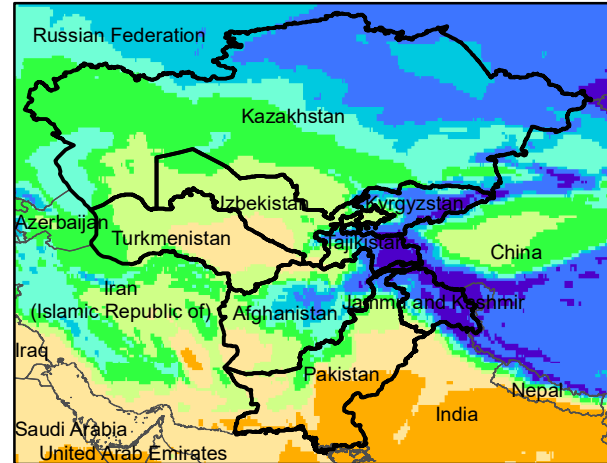 Russian Federation
Kazakhstan
Izbekistan
Kyrgyzstan
Azerbaijan
Turkmenistan
Tajikistan
China
Iran
(Islamic Republic of)
Afghanistan
Jammu and Kashmir
Iraq
Pakistan
Nepal
India
Saudi Arabia
United Arab Emirates